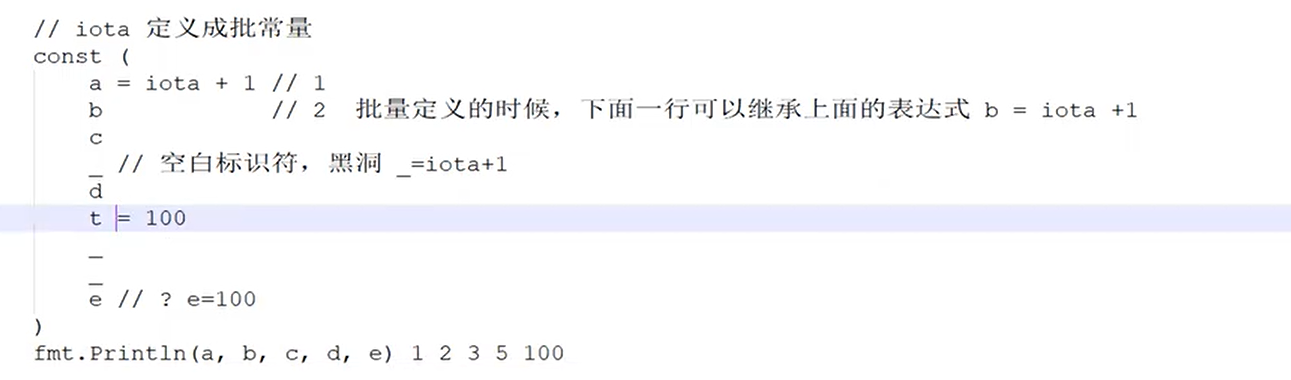 // iota 定义成批常量
const (
    a = iota + 1 // 1
    b            // 2  批量定义的时候，下面一行可以继承上面的表达式 b = iota +1
    c
    _ // 空白标识符，黑洞 _=iota+1
    d
    t = 100
    _
    _
    e // ? e=100
)
fmt.Println(a, b, c, d, e) 1 2 3 5 100